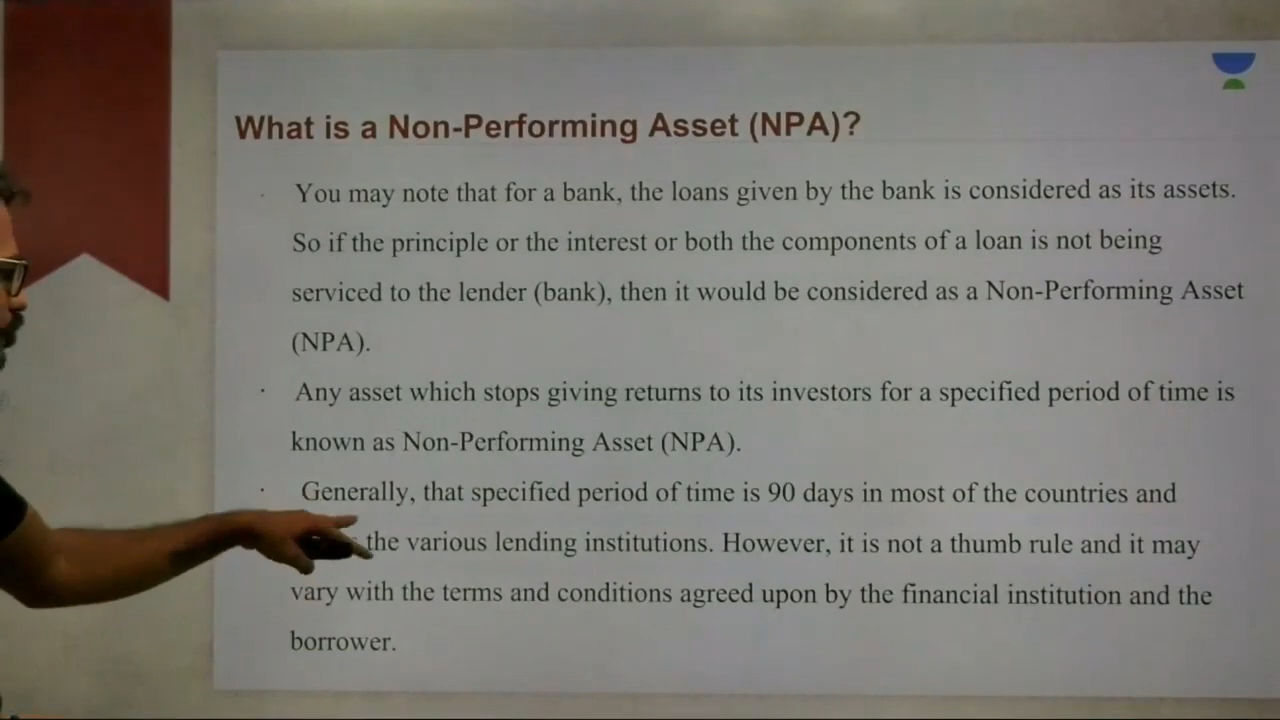 What is a Non-Performing Asset (NPA)?
· You may note that for a bank, the loans given by the bank is considered as its assets.
So if the principle or the interest or both the components of a loan is not being
serviced to the lender (bank), then it would be considered as a Non-Performing Asset
(NPA).
· Any asset which stops giving returns to its investors for a specified period of time is
known as Non-Performing Asset (NPA).
· Generally, that specified period of time is 90 days in most of the countries and
the various lending institutions. However, it is not a thumb rule and it may
vary with the terms and conditions agreed upon by the financial institution and the
borrower.